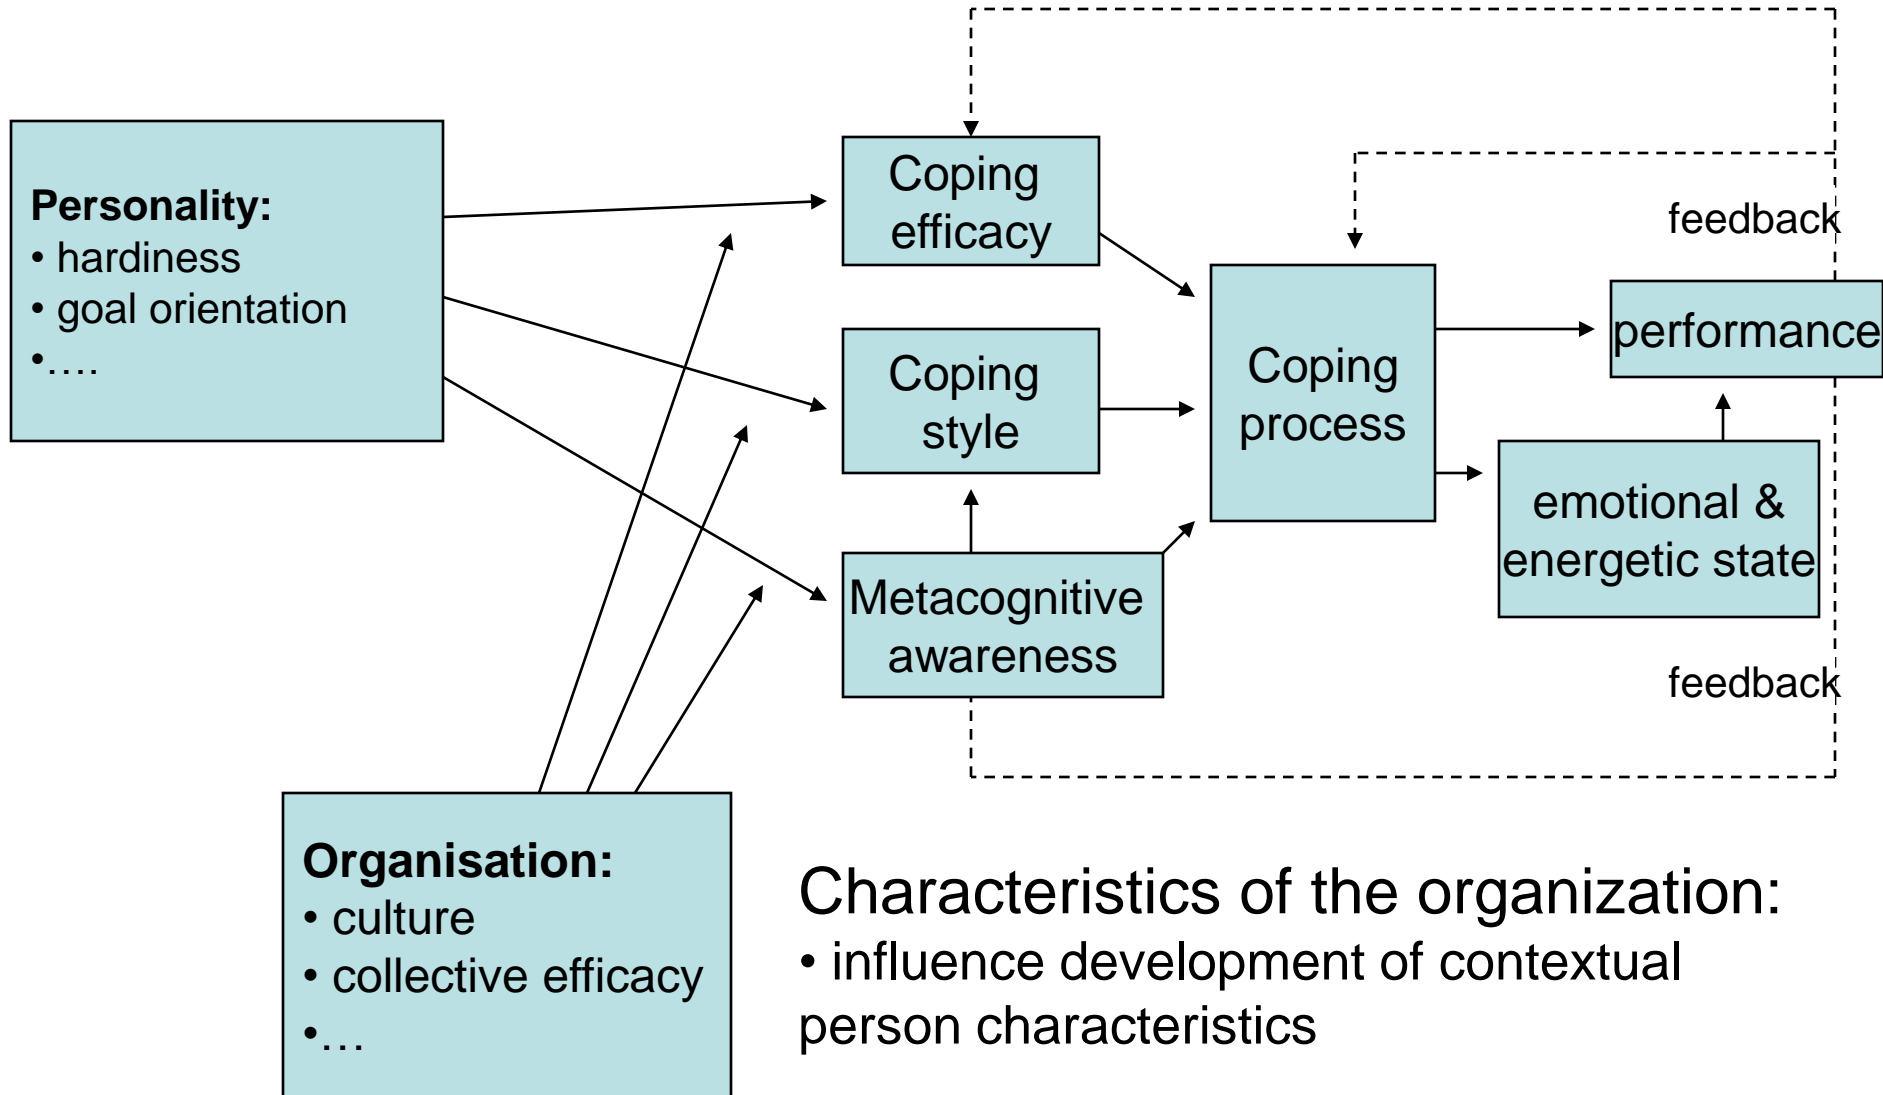 Personality:
• hardiness
• goal orientation
•….
Coping
efficacy
Coping
style
Metacognitive
awareness
Coping
process
feedback
performance
emotional &
energetic state
feedback
Organisation:
• culture
• collective efficacy
•…
Characteristics of the organization:
• influence development of contextual
person characteristics